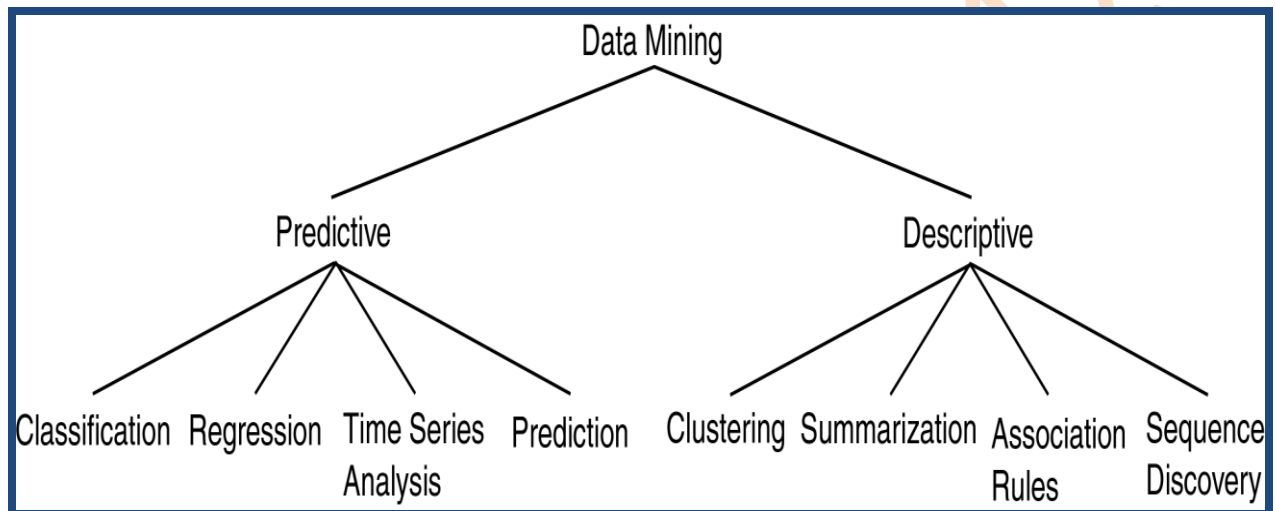 Data Mining
Predictive
Descriptive
Classification
Regression
Time Series
Analysis
Prediction
Clustering
Summarization
Association
Rules
Sequence
Discovery